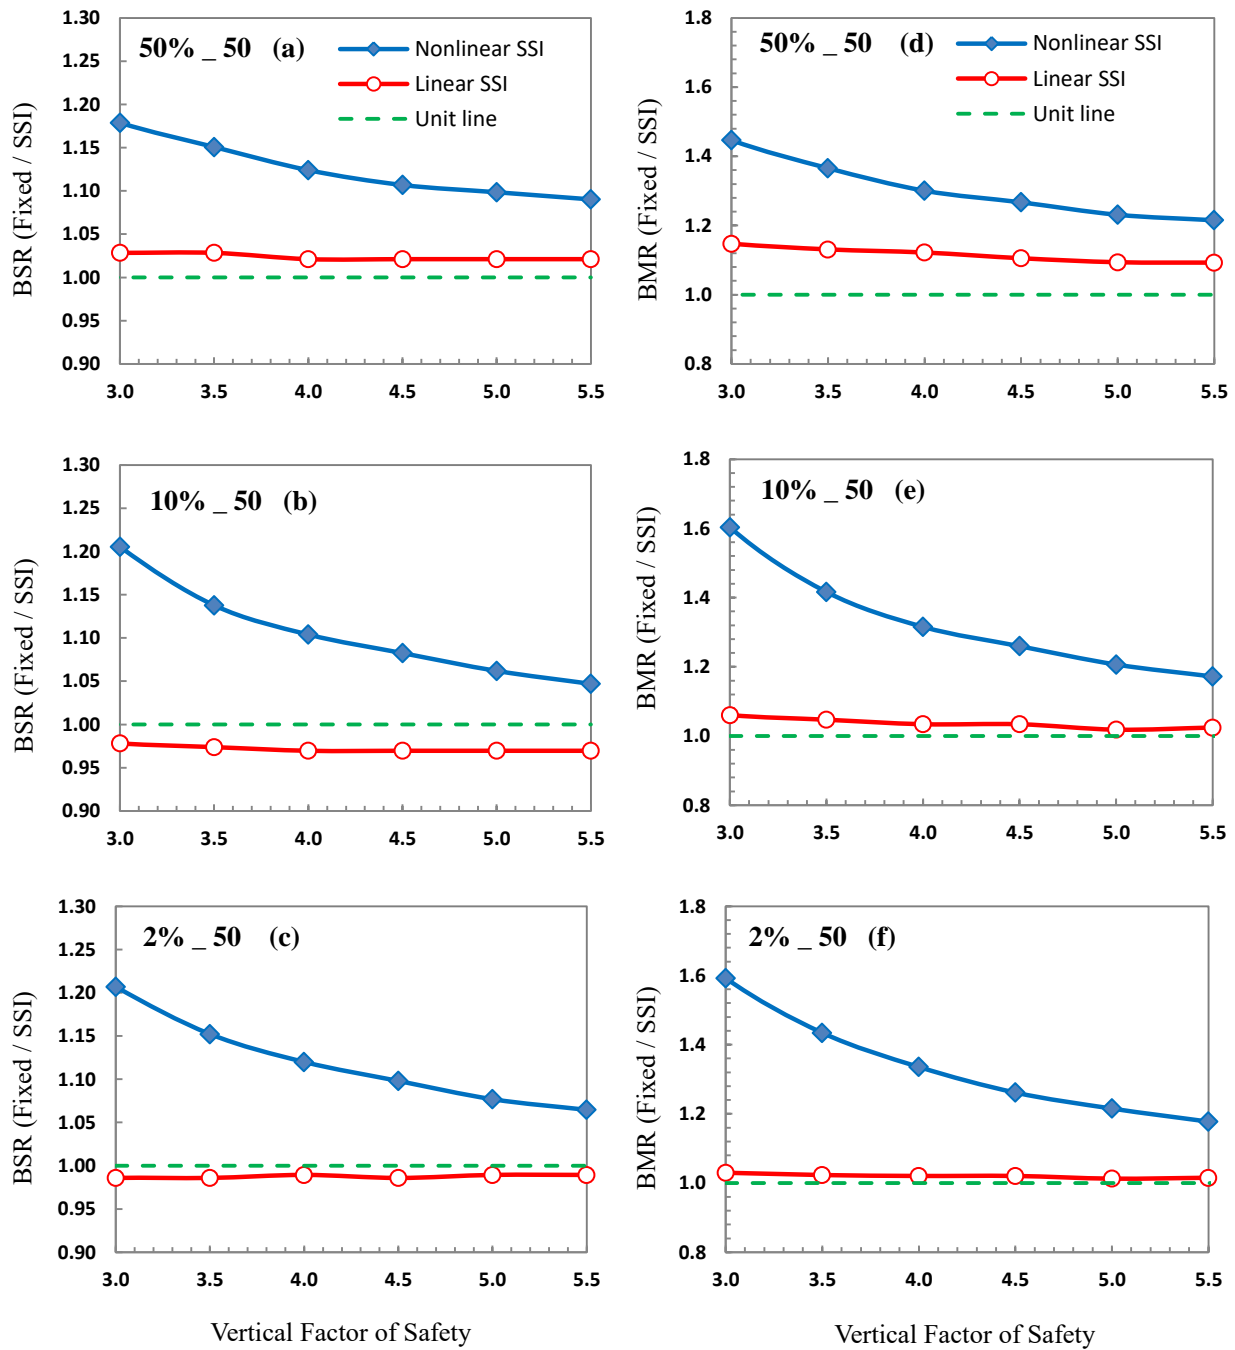 50% _ 50 (a)
Nonlinear SSI
Linear SSI
Unit line
BSR (Fixed / SSI)
1.30
1.25
1.20
1.15
1.10
1.05
1.00
0.95
0.90
3.0 3.5 4.0 4.5 5.0 5.5
50% _ 50 (d)
Nonlinear SSI
Linear SSI
Unit line
BMR (Fixed / SSI)
1.8
1.6
1.4
1.2
1.0
0.8
3.0 3.5 4.0 4.5 5.0 5.5
10% _ 50 (b)
BSR (Fixed / SSI)
1.30
1.25
1.20
1.15
1.10
1.05
1.00
0.95
0.90
3.0 3.5 4.0 4.5 5.0 5.5
10% _ 50 (e)
BMR (Fixed / SSI)
1.8
1.6
1.4
1.2
1.0
0.8
3.0 3.5 4.0 4.5 5.0 5.5
2% _ 50 (c)
BSR (Fixed / SSI)
1.30
1.25
1.20
1.15
1.10
1.05
1.00
0.95
0.90
3.0 3.5 4.0 4.5 5.0 5.5
Vertical Factor of Safety
2% _ 50 (f)
BMR (Fixed / SSI)
1.8
1.6
1.4
1.2
1.0
0.8
3.0 3.5 4.0 4.5 5.0 5.5
Vertical Factor of Safety